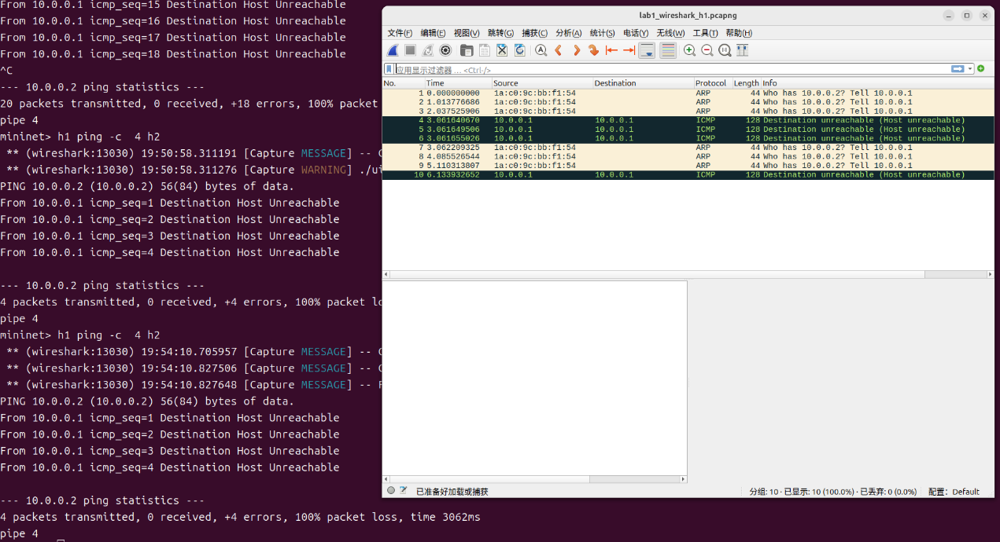 From 10.0.0.1 icmp_seq=15 Destination Host Unreachable
From 10.0.0.1 icmp_seq=16 Destination Host Unreachable
From 10.0.0.1 icmp_seq=17 Destination Host Unreachable
From 10.0.0.1 icmp_seq=18 Destination Host Unreachable
^C
--- 10.0.0.2 ping statistics ---
20 packets transmitted, 0 received, +18 errors, 100% packet
pipe 4
mininet> h1 ping -c  4 h2
 ** (wireshark:13030) 19:50:58.311191 [Capture MESSAGE] --
 ** (wireshark:13030) 19:50:58.311276 [Capture WARNING] ./ui
PING 10.0.0.2 (10.0.0.2) 56(84) bytes of data.
From 10.0.0.1 icmp_seq=1 Destination Host Unreachable
From 10.0.0.1 icmp_seq=2 Destination Host Unreachable
From 10.0.0.1 icmp_seq=3 Destination Host Unreachable
From 10.0.0.1 icmp_seq=4 Destination Host Unreachable
--- 10.0.0.2 ping statistics ---
4 packets transmitted, 0 received, +4 errors, 100% packet lo
pipe 4
mininet> h1 ping -c  4 h2
 ** (wireshark:13030) 19:54:10.705957 [Capture MESSAGE] --
 ** (wireshark:13030) 19:54:10.827506 [Capture MESSAGE] --
 ** (wireshark:13030) 19:54:10.827648 [Capture MESSAGE] --
PING 10.0.0.2 (10.0.0.2) 56(84) bytes of data.
From 10.0.0.1 icmp_seq=1 Destination Host Unreachable
From 10.0.0.1 icmp_seq=2 Destination Host Unreachable
From 10.0.0.1 icmp_seq=3 Destination Host Unreachable
From 10.0.0.1 icmp_seq=4 Destination Host Unreachable
--- 10.0.0.2 ping statistics ---
4 packets transmitted, 0 received, +4 errors, 100% packet loss, time 3062ms
pipe 4
lab1_wireshark_h1.pcapng
文件(F) 编辑(E) 视图(V) 跳转(G) 捕获(C) 分析(A) 统计(S) 电话(Y) 无线(W) 工具(T) 帮助(H)
应用显示过滤器 … <Ctrl-/>
No. Time Source Destination Protocol Length Info
1 0.000000000 1a:c0:9c:bb:f1:54 ARP 44 Who has 10.0.0.2? Tell 10.0.0.1
2 1.013776686 1a:c0:9c:bb:f1:54 ARP 44 Who has 10.0.0.2? Tell 10.0.0.1
3 2.037525906 1a:c0:9c:bb:f1:54 ARP 44 Who has 10.0.0.2? Tell 10.0.0.1
4 3.061640670 10.0.0.1 10.0.0.1 ICMP 128 Destination unreachable (Host unreachable)
5 3.061649506 10.0.0.1 10.0.0.1 ICMP 128 Destination unreachable (Host unreachable)
6 3.061655026 10.0.0.1 10.0.0.1 ICMP 128 Destination unreachable (Host unreachable)
7 3.062209325 1a:c0:9c:bb:f1:54 ARP 44 Who has 10.0.0.2? Tell 10.0.0.1
8 4.085526544 1a:c0:9c:bb:f1:54 ARP 44 Who has 10.0.0.2? Tell 10.0.0.1
9 5.110313807 1a:c0:9c:bb:f1:54 ARP 44 Who has 10.0.0.2? Tell 10.0.0.1
10 6.133932652 10.0.0.1 10.0.0.1 ICMP 128 Destination unreachable (Host unreachable)
已准备好加载或捕获
分组: 10 · 已显示: 10 (100.0%) · 已丢弃: 0 (0.0%)
配置: Default